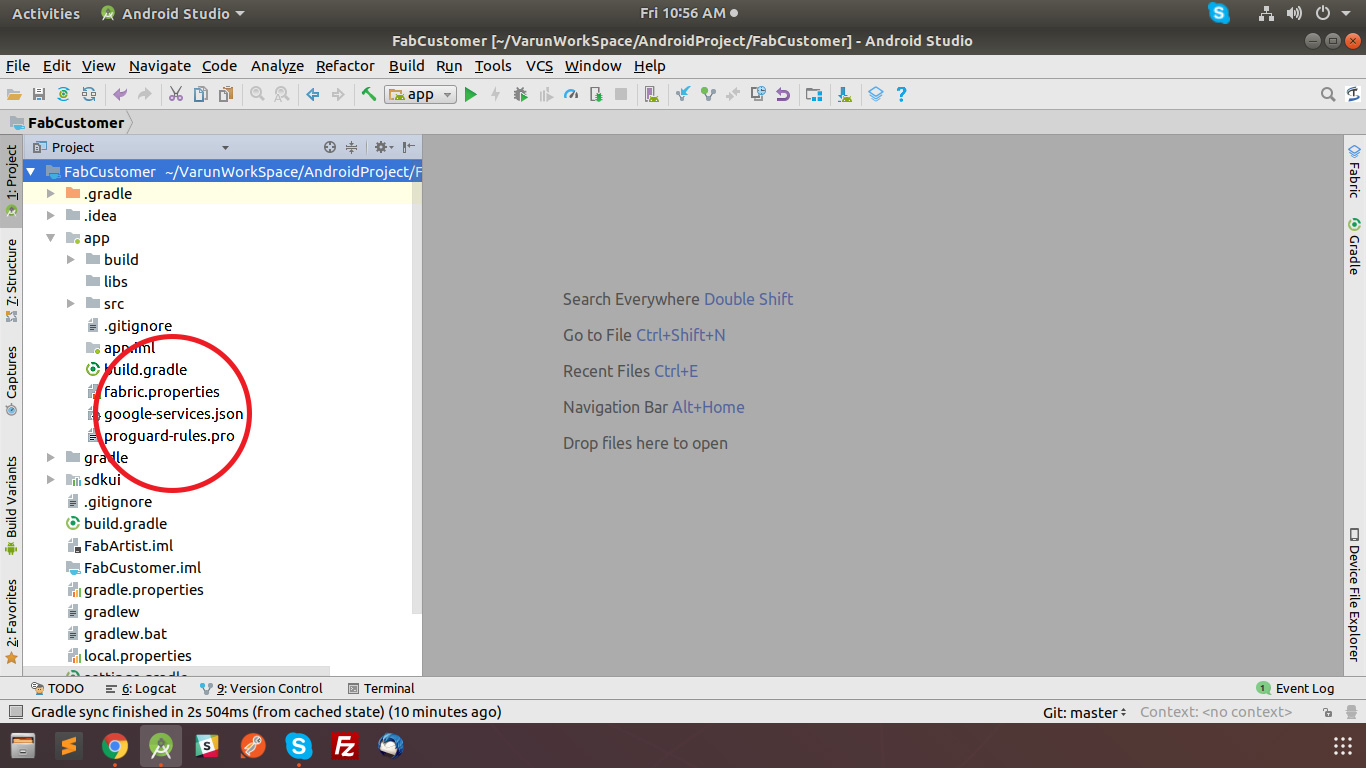 Activities Android Studio Fri 10:56 AM
FabCustomer [~/VarunWorkSpace/AndroidProject/FabCustomer] - Android Studio
File Edit View Navigate Code Analyze Refactor Build Run Tools VCS Window Help
app
FabCustomer
Project
1: Project
7: Structure
Captures
Build Variants
2: Favorites
FabCustomer ~/VarunWorkSpace/AndroidProject/F
.gradle
.idea
app
build
libs
src
.gitignore
app.iml
build.gradle
fabric.properties
google-services.json
proguard-rules.pro
gradle
sdkui
.gitignore
build.gradle
FabArtist.iml
FabCustomer.iml
gradle.properties
gradlew
gradlew.bat
local.properties
settings.gradle
Search Everywhere Double Shift
Go to File Ctrl+Shift+N
Recent Files Ctrl+E
Navigation Bar Alt+Home
Drop files here to open
Fabric
Gradle
Device File Explorer
TODO 6: Logcat 9: Version Control Terminal 1 Event Log
Gradle sync finished in 2s 504ms (from cached state) (10 minutes ago) Git: master Context: <no context>